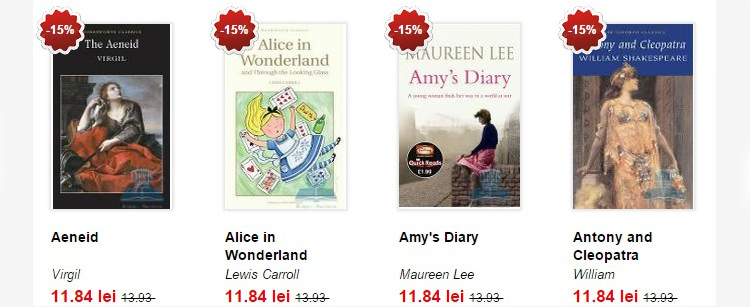 -15%
-15%
-15%
-15%
WORDSWORTH CLASSICS
The Aeneid
VIRGIL
Alice in
Wonderland
and Through the Looking Glass
LEWIS CARROLL
MAUREEN LEE
Amy's Diary
A young woman finds her way in a world at war
Quick Reads
£1.99
Antony and Cleopatra
WILLIAM SHAKESPEARE
Aeneid
Alice in
Wonderland
Amy's Diary
Antony and
Cleopatra
Virgil
Lewis Carroll
Maureen Lee
William
11.84 lei 13.93
11.84 lei 13.93
11.84 lei 13.93
11.84 lei 13.93